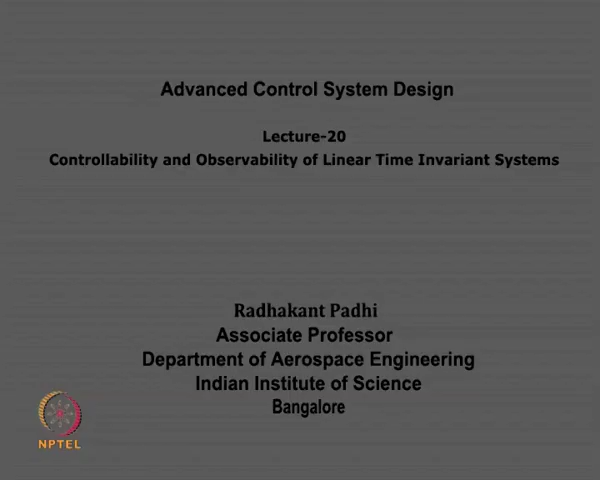 Advanced Control System Design
Lecture-20
Controllability and Observability of Linear Time Invariant Systems
Radhakant Padhi
Associate Professor
Department of Aerospace Engineering
Indian Institute of Science
Bangalore
NPTEL